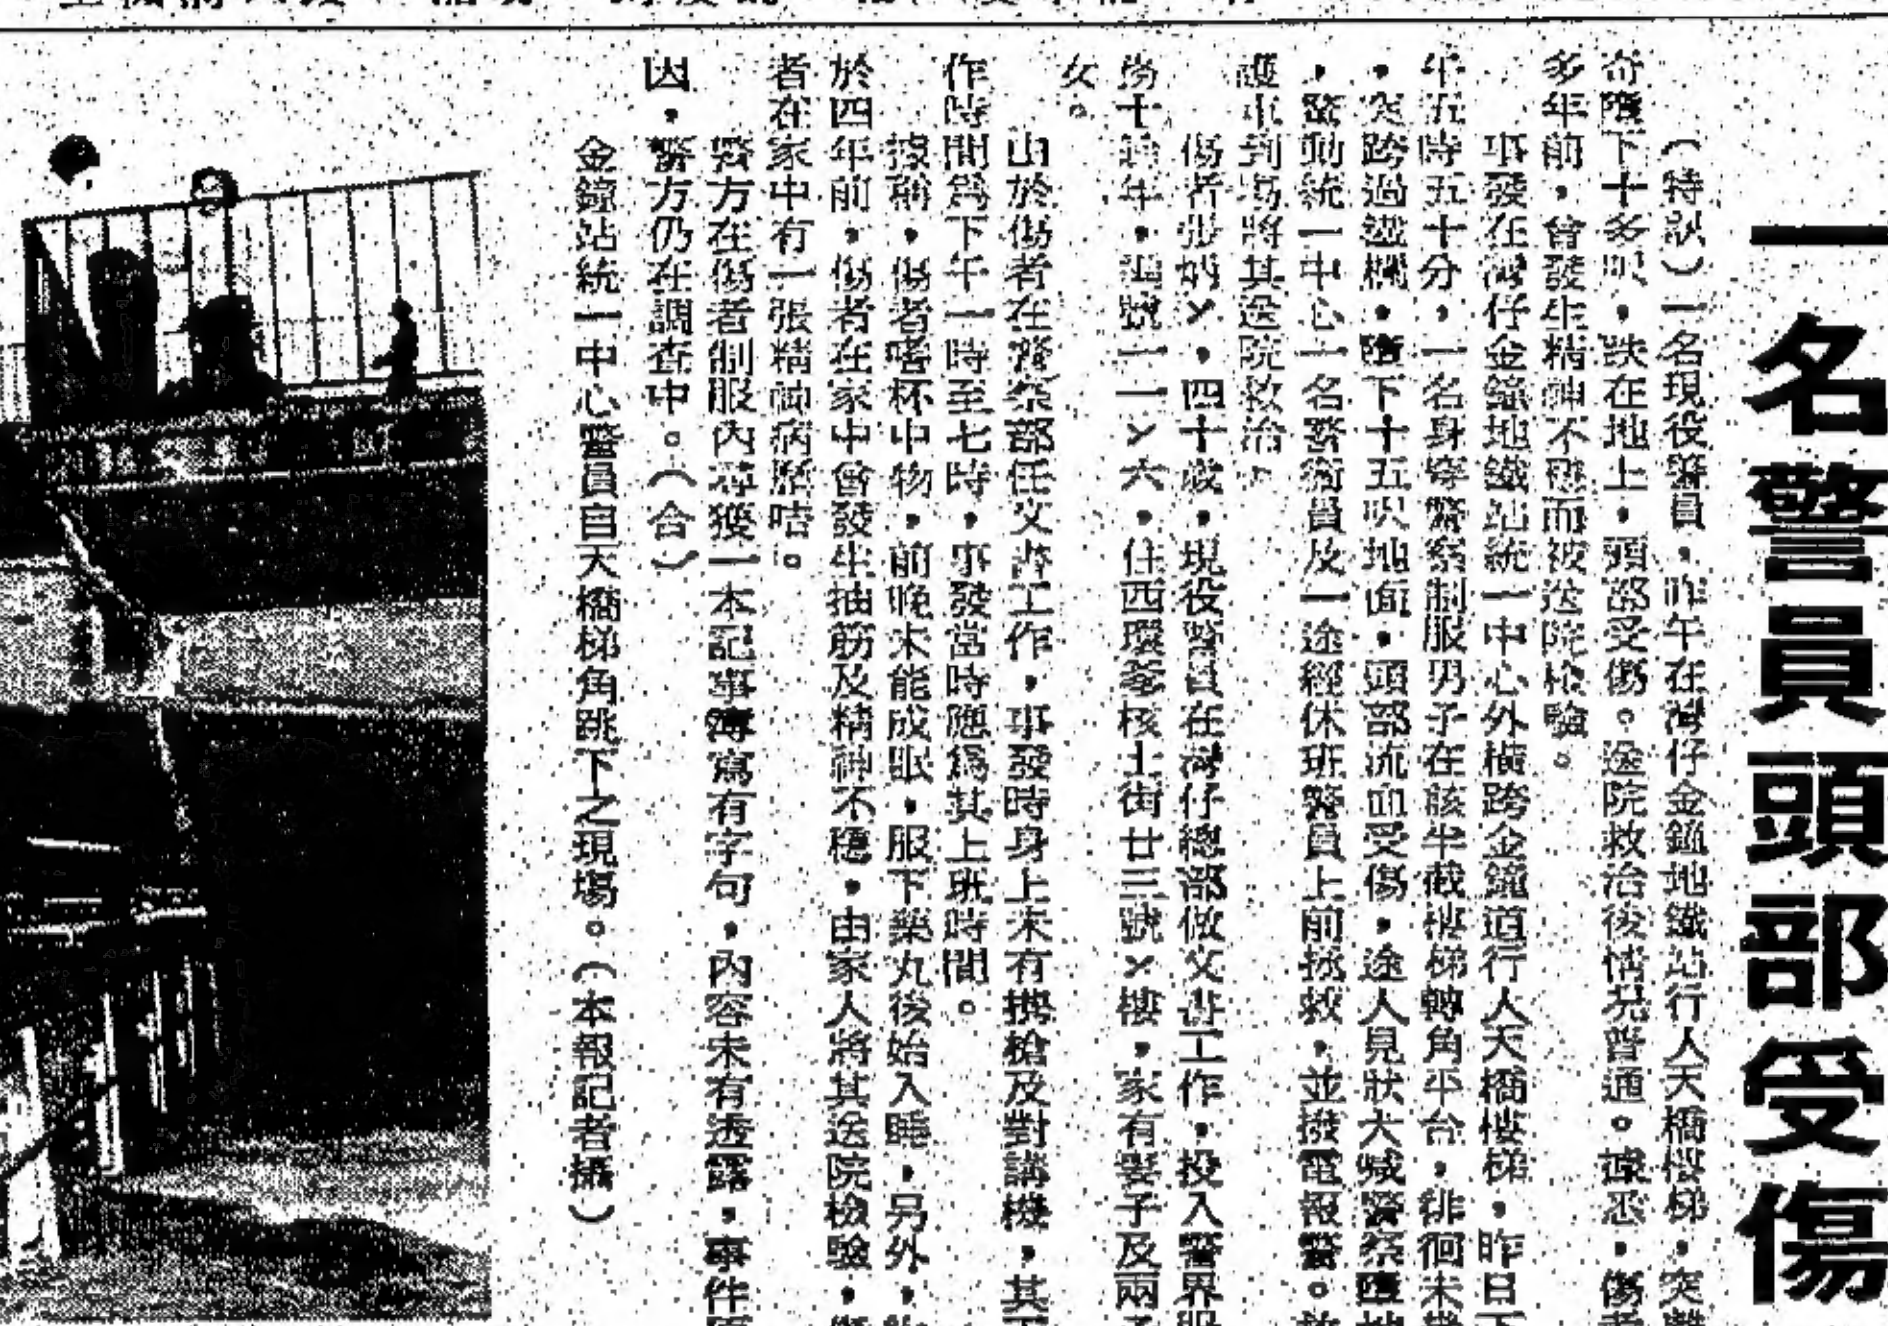 一名警員頭部受傷
（特訊）一名現役警員，昨午在灣仔金鐘地鐵站行人天橋樓梯，突離
奇墮下十多呎，跌在地上，頭部受傷。送院救治後情況普通。據悉，傷者
多年前，曾發生精神不穩而被送院檢驗。
事發在灣仔金鐘地鐵站統一中心外橫跨金鐘道行人天橋樓梯，昨日下
午五時五十分，一名身穿警察制服男子在該半截樓梯轉角平台，徘徊未幾
，突跨過鐵欄，墮下十五呎地面，頭部流血受傷，途人見狀大喊警察墮地
，驚動統一中心一名警衛員及一途經休班警員上前拯救，並撥電報警。救
護車到場將其送院救治。
傷者張炳×，四十歲，現役警員在灣仔總部做文書工作，投入警界服
務十餘年，編號一一×六，住西環卑核士街廿三號×樓，家有妻子及兩子
女。
由於傷者在警察部任文書工作，事發時身上未有携槍及對講機，其工
作時間爲下午一時至七時，事發當時應爲其上班時間。
據稱，傷者嗜杯中物，前晚未能成眠，服下藥丸後始入睡，另外，
於四年前，傷者在家中曾發生抽筋及精神不穩，由家人將其送院檢驗，
者在家中有一張精神病歷咭。
警方在傷者制服內尋獲一本記事簿寫有字句，內容未有透露，事件原
因，警方仍在調查中。（合）
金鐘站統一中心警員自天橋梯角跳下之現場。（本報記者攝）